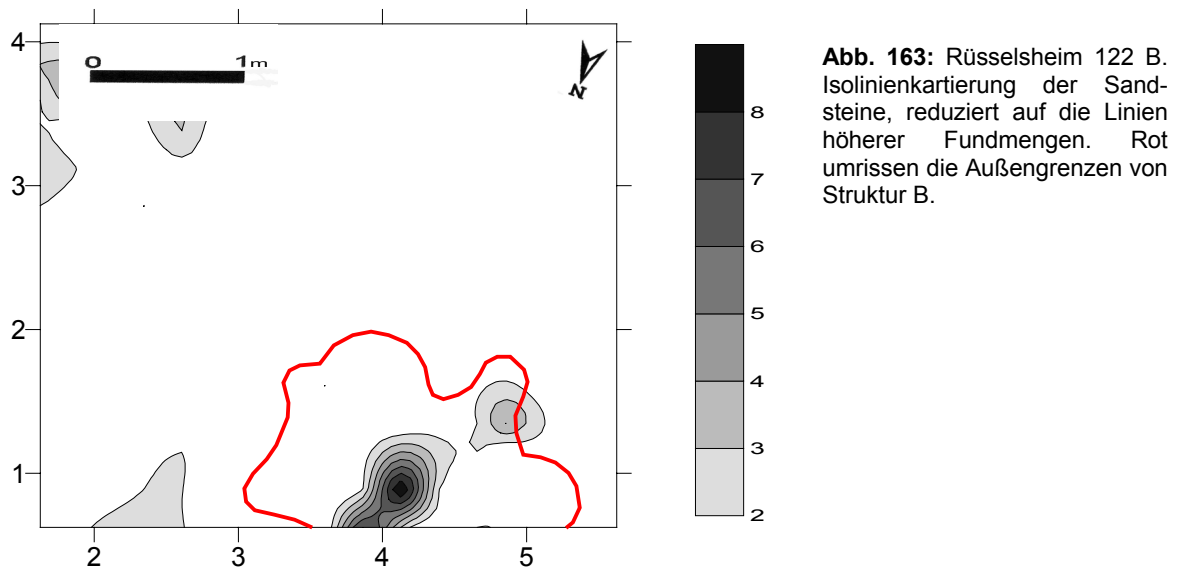 4
3
2
1
2 3 4 5
0 1m
N
8
7
6
5
4
3
2
Abb. 163: Rüsselsheim 122 B.
Isolinienkartierung der Sand-
steine, reduziert auf die Linien
höherer Fundmengen. Rot
umrissen die Außengrenzen von
Struktur B.